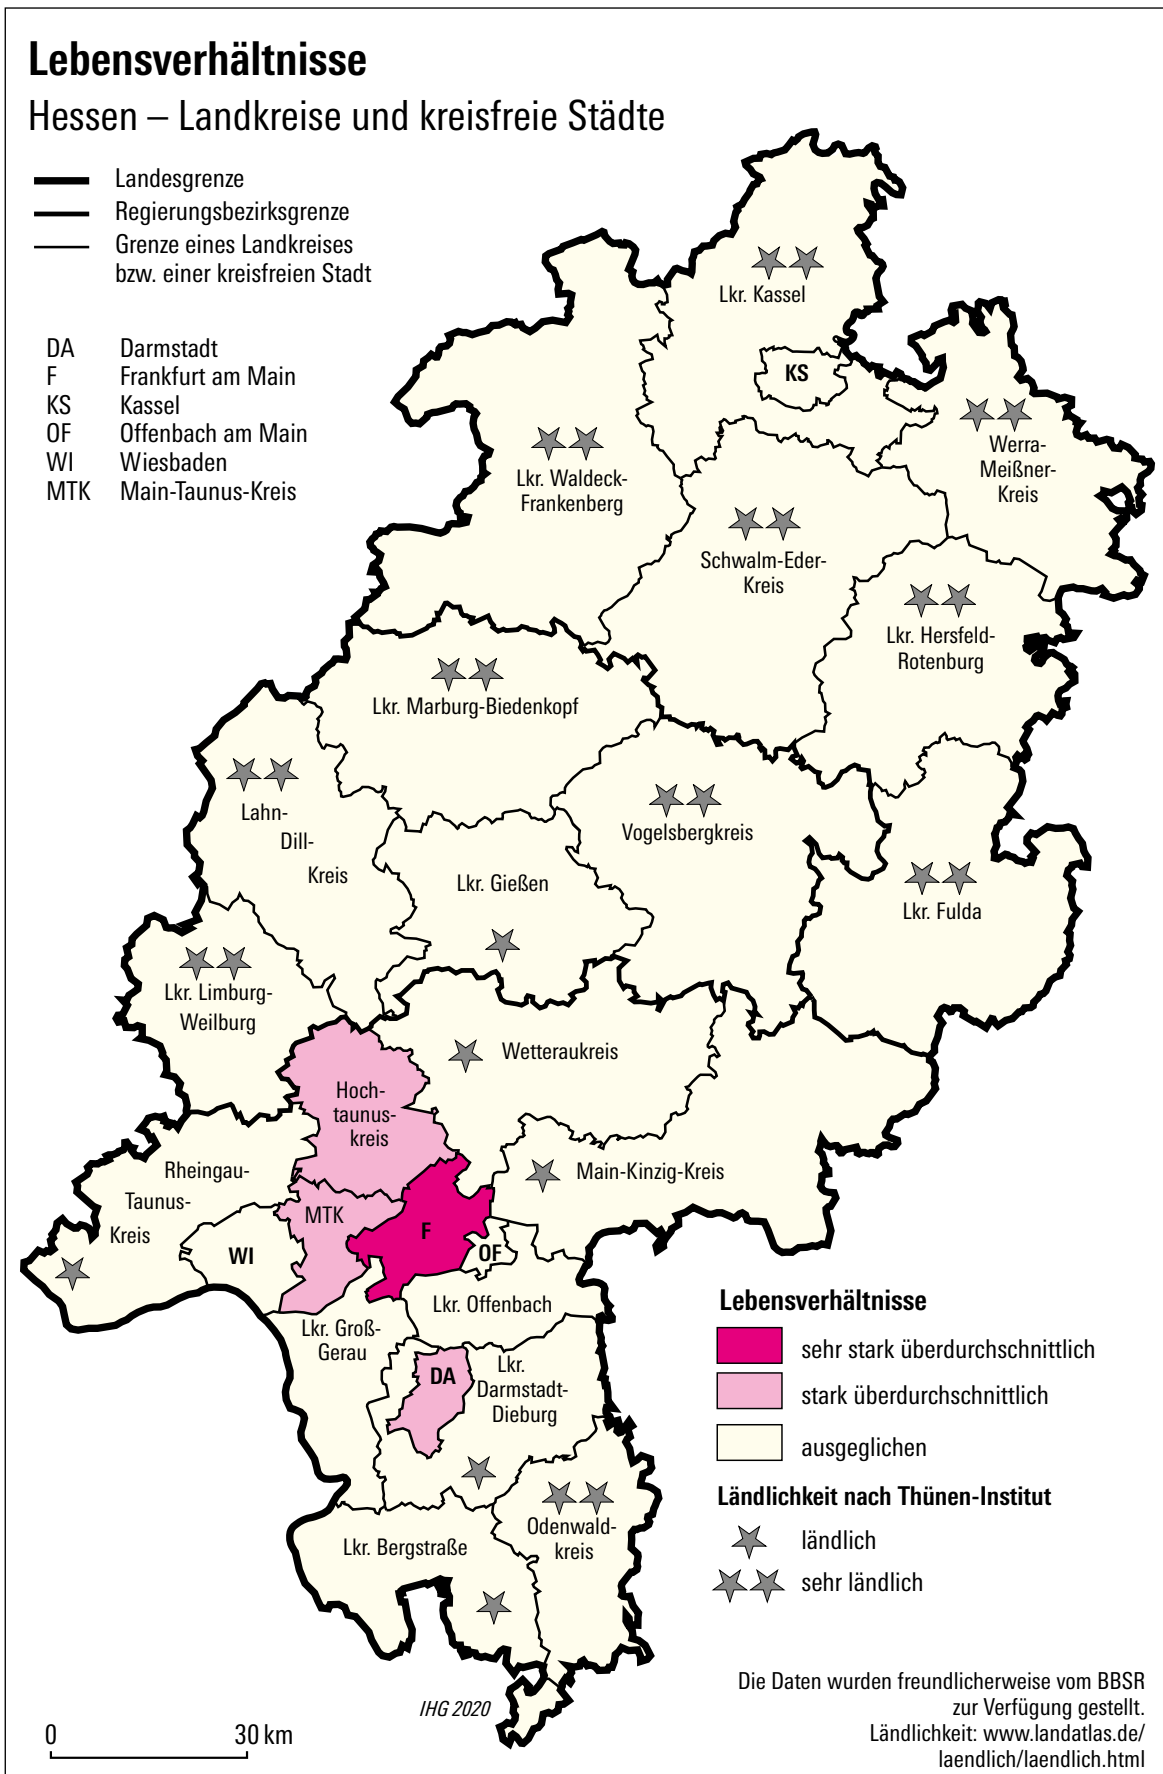 Lebensverhältnisse
Hessen – Landkreise und kreisfreie Städte
Landesgrenze
Regierungsbezirksgrenze
Grenze eines Landkreises
bzw. einer kreisfreien Stadt
DA Darmstadt
F Frankfurt am Main
KS Kassel
OF Offenbach am Main
WI Wiesbaden
MTK Main-Taunus-Kreis
Lkr. Kassel
KS
Werra-
Meißner-
Kreis
Lkr. Waldeck-
Frankenberg
Schwalm-Eder-
Kreis
Lkr. Hersfeld-
Rotenburg
Lkr. Marburg-Biedenkopf
Lahn-
Dill-
Kreis
Vogelsbergkreis
Lkr. Gießen
Lkr. Fulda
Lkr. Limburg-
Weilburg
Wetteraukreis
Hoch-
taunus-
kreis
Rheingau-
Taunus-
Kreis
Main-Kinzig-Kreis
MTK
F
WI
OF
Lkr. Offenbach
Lkr. Groß-
Gerau
DA
Lkr.
Darmstadt-
Dieburg
Odenwald-
kreis
Lkr. Bergstraße
Lebensverhältnisse
sehr stark überdurchschnittlich
stark überdurchschnittlich
ausgeglichen
Ländlichkeit nach Thünen-Institut
ländlich
sehr ländlich
IHG 2020
0 30 km
Die Daten wurden freundlicherweise vom BBSR
zur Verfügung gestellt.
Ländlichkeit: www.landatlas.de/
laendlich/laendlich.html